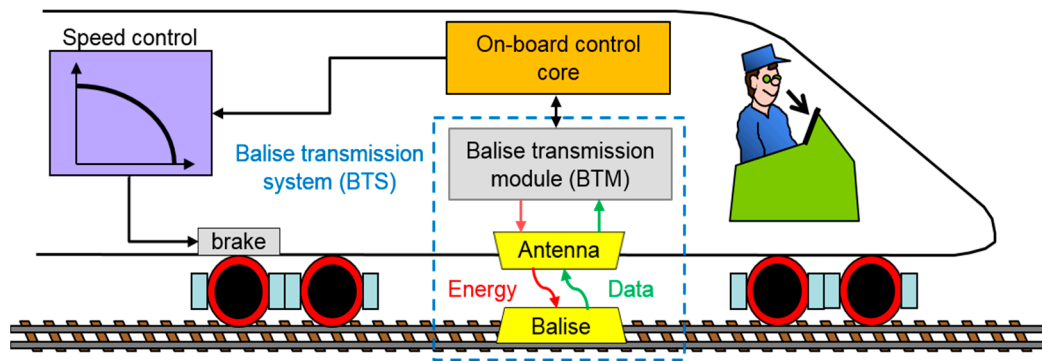 Speed control
On-board control
core
Balise transmission
system (BTS)
Balise transmission
module (BTM)
brake
Antenna
Energy
Data
Balise